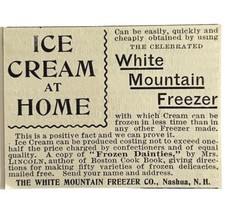 ICE
CREAM
AT
HOME
Can be easily, quickly and
cheaply obtained by using
THE CELEBRATED
White
Mountain
Freezer
with which Cream can be
frozen in less time than in
any other Freezer made.
This is a positive fact and we can prove it.
Ice Cream can be produced costing not to exceed one-
half the price charged by confectioners and of equal
quality. A copy of "Frozen Dainties," by Mrs.
LINCOLN, author of Boston Cook Book, giving direc-
tions for making fifty varieties of frozen delicacies,
mailed free. Send your name and address.
THE WHITE MOUNTAIN FREEZER CO., Nashua, N. H.